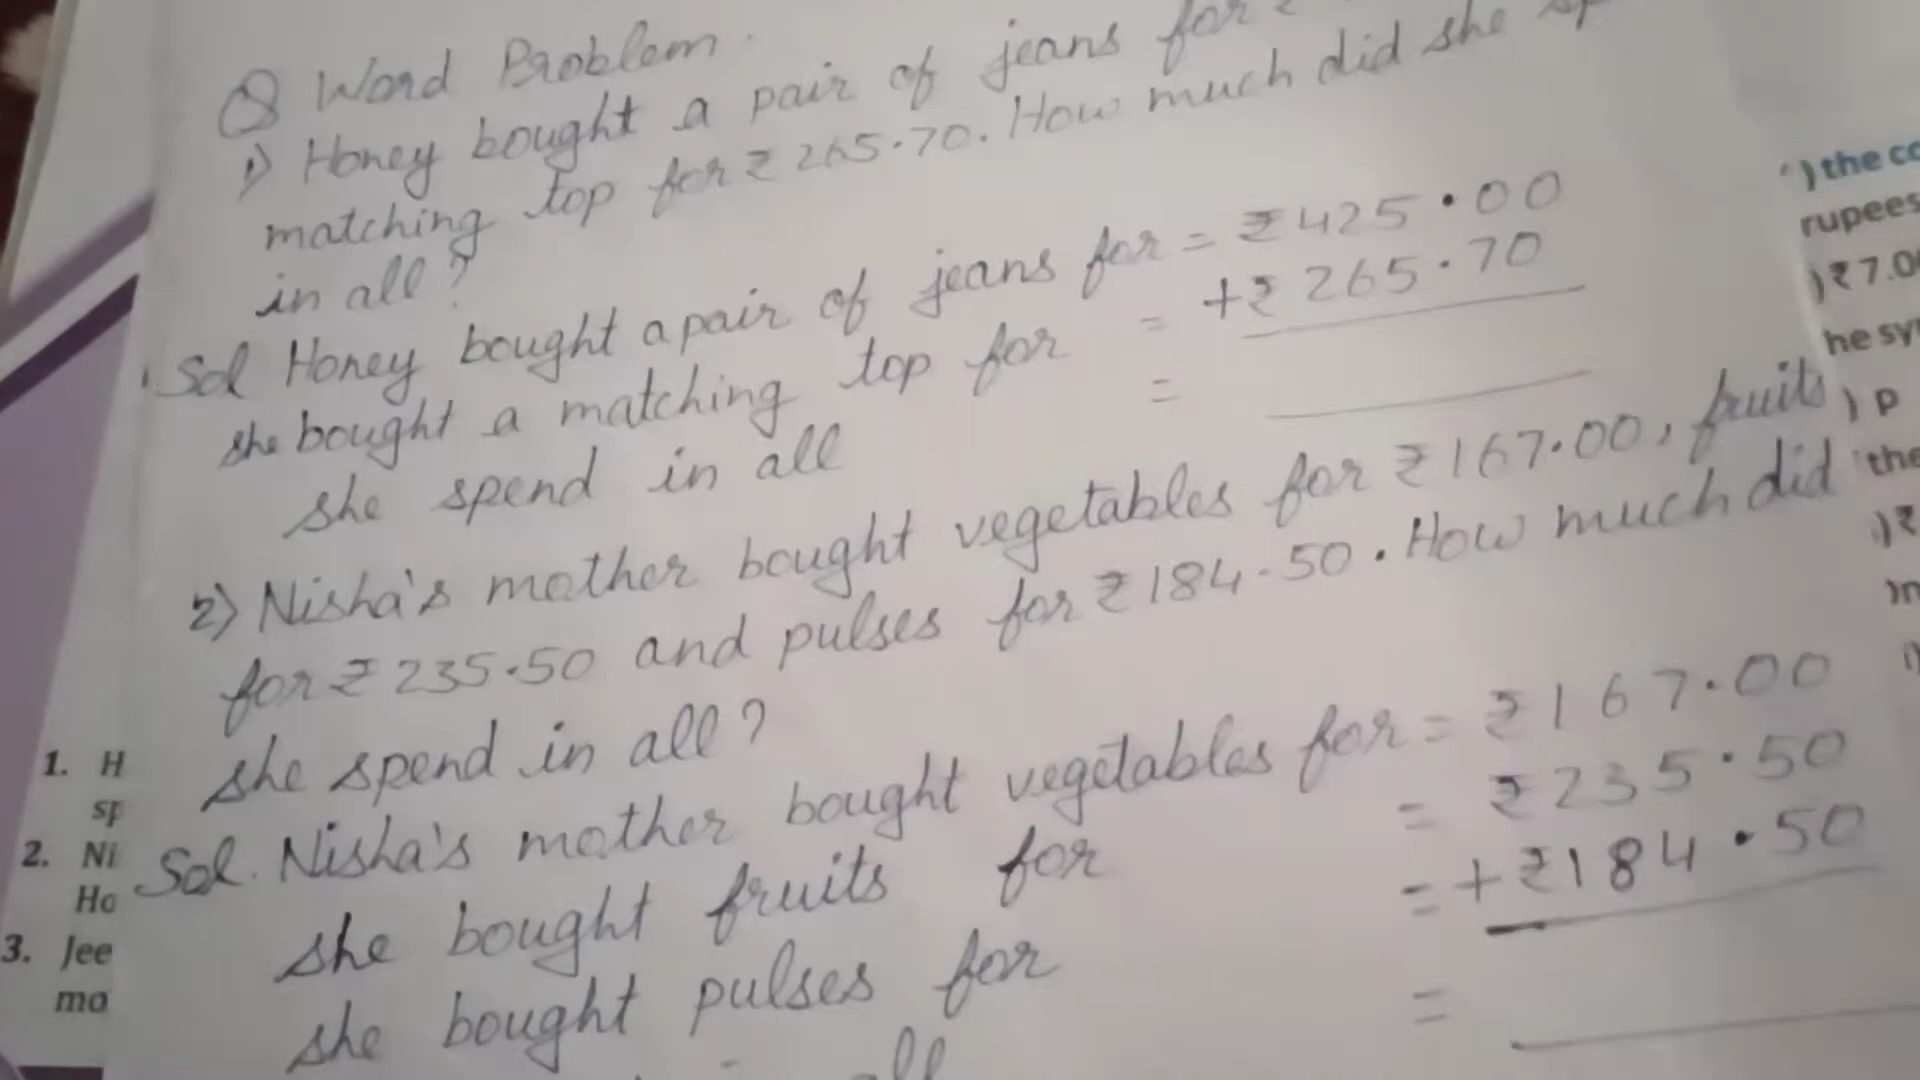 Q Word Problem.
1) Honey bought a pair of jeans for
matching top for ₹ 265.70. How much did she
in all?
Sol Honey bought a pair of jeans for = ₹ 425.00
she bought a matching top for = + ₹ 265.70
she spend in all =
2) Nisha's mother bought vegetables for ₹ 167.00, fruits
for ₹ 235.50 and pulses for ₹ 184.50. How much did
she spend in all?
Sol. Nisha's mother bought vegetables for = ₹ 167.00
she bought fruits for = ₹ 235.50
she bought pulses for = + ₹ 184.50
all =
1. H
sp
2. Ni
Ho
3. Jee
mo
) the co
rupees
) ₹ 7.0
he sy
) p
the
) ₹
)n